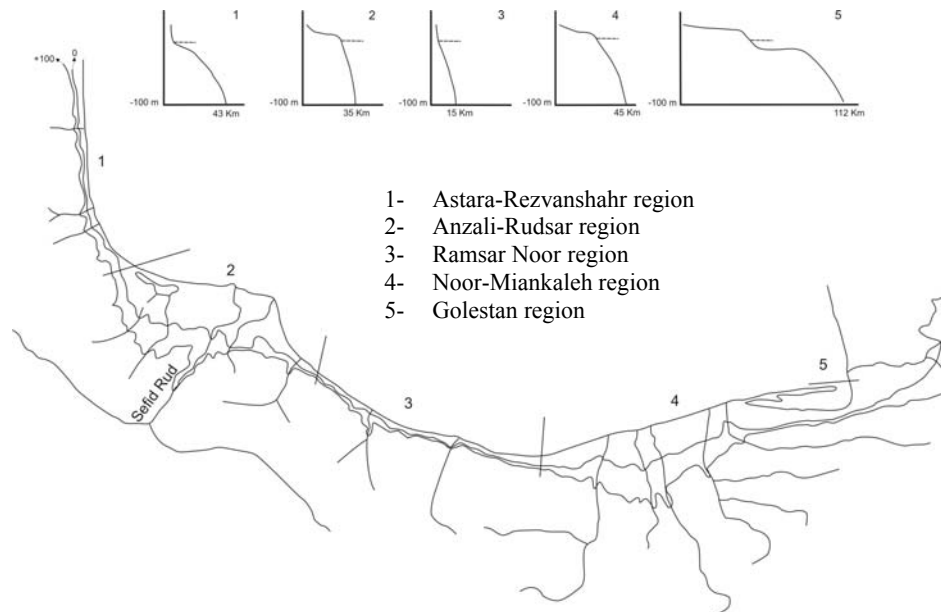 1 2 3 4 5
+100 0
-100 m -100 m -100 m -100 m -100 m
43 Km 35 Km 15 Km 45 Km 112 Km
1
1- Astara-Rezvanshahr region
2- Anzali-Rudsar region
3- Ramsar Noor region
4- Noor-Miankaleh region
5- Golestan region
2
5
Sefid Rud
3 4